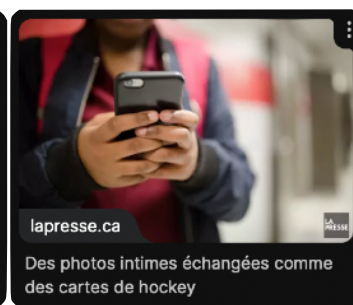 lapresse.ca
LA
PRESSE
Des photos intimes échangées comme
des cartes de hockey